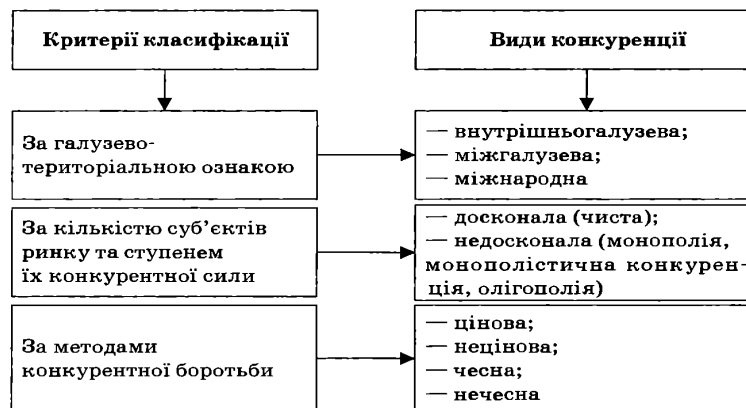 Критерії класифікації
Види конкуренції
За галузево-
територіальною ознакою
— внутрішньогалузева;
— міжгалузева;
— міжнародна
За кількістю суб’єктів
ринку та ступенем
їх конкурентної сили
— досконала (чиста);
— недосконала (монополія,
монополістична конкурен-
ція, олігополія)
За методами
конкурентної боротьби
— цінова;
— нецінова;
— чесна;
— нечесна